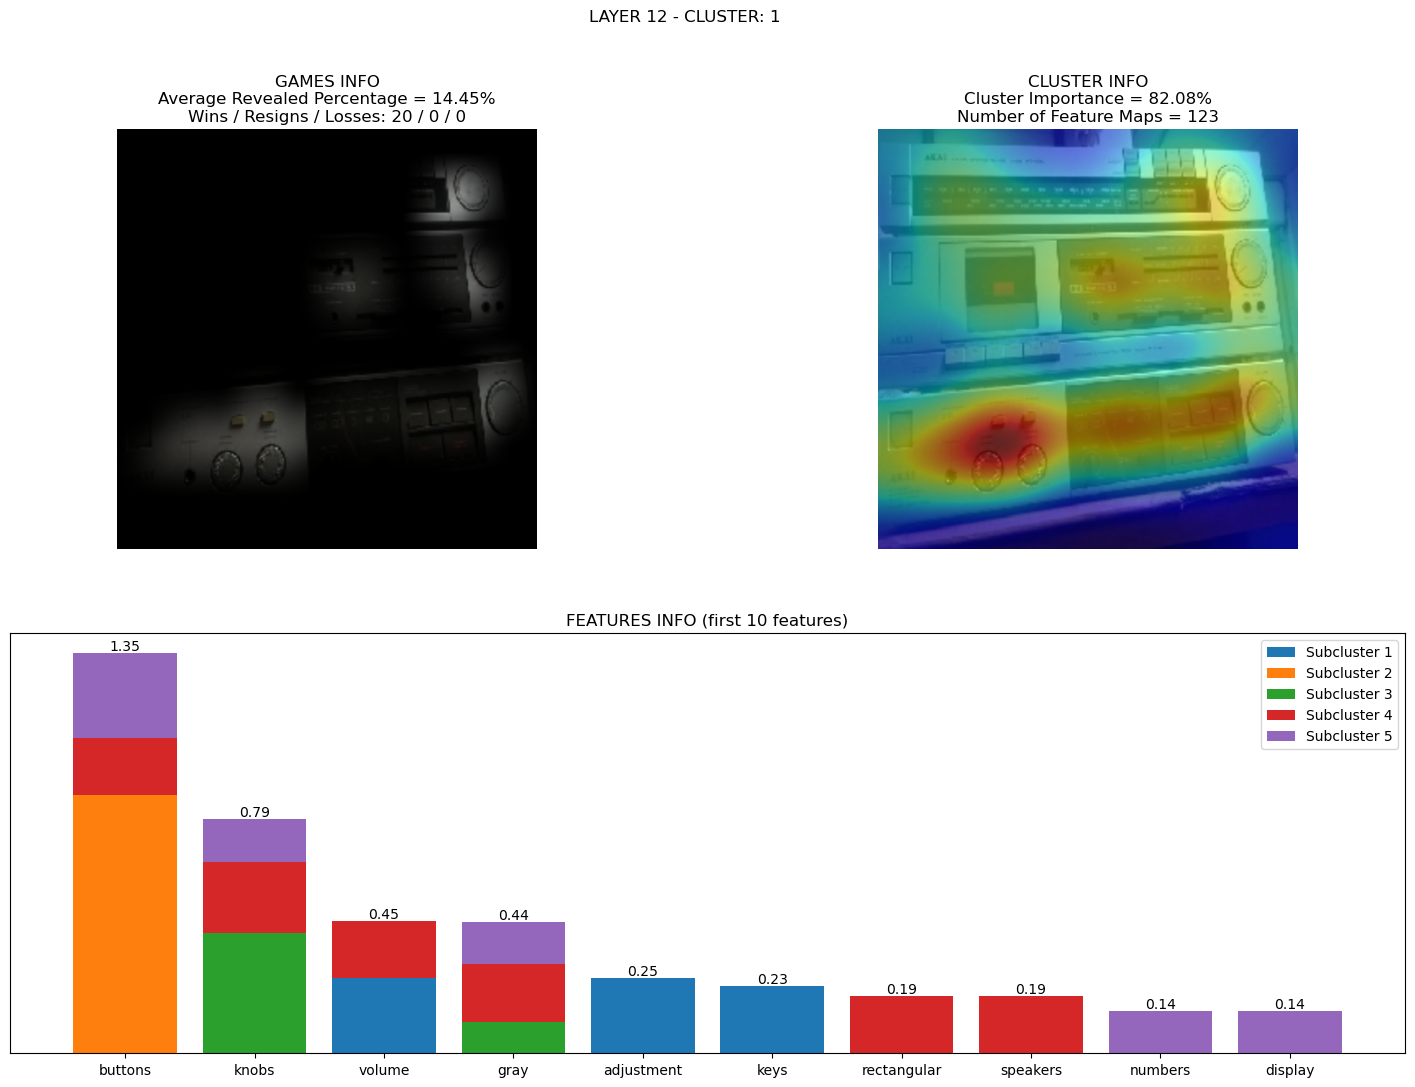 LAYER 12 - CLUSTER: 1
GAMES INFO
Average Revealed Percentage = 14.45%
Wins / Resigns / Losses: 20 / 0 / 0
CLUSTER INFO
Cluster Importance = 82.08%
Number of Feature Maps = 123
AKAI
FEATURES INFO (first 10 features)
1.35
0.79
0.45
0.44
0.25
0.23
0.19
0.19
0.14
0.14
Subcluster 1
Subcluster 2
Subcluster 3
Subcluster 4
Subcluster 5
buttons
knobs
volume
gray
adjustment
keys
rectangular
speakers
numbers
display